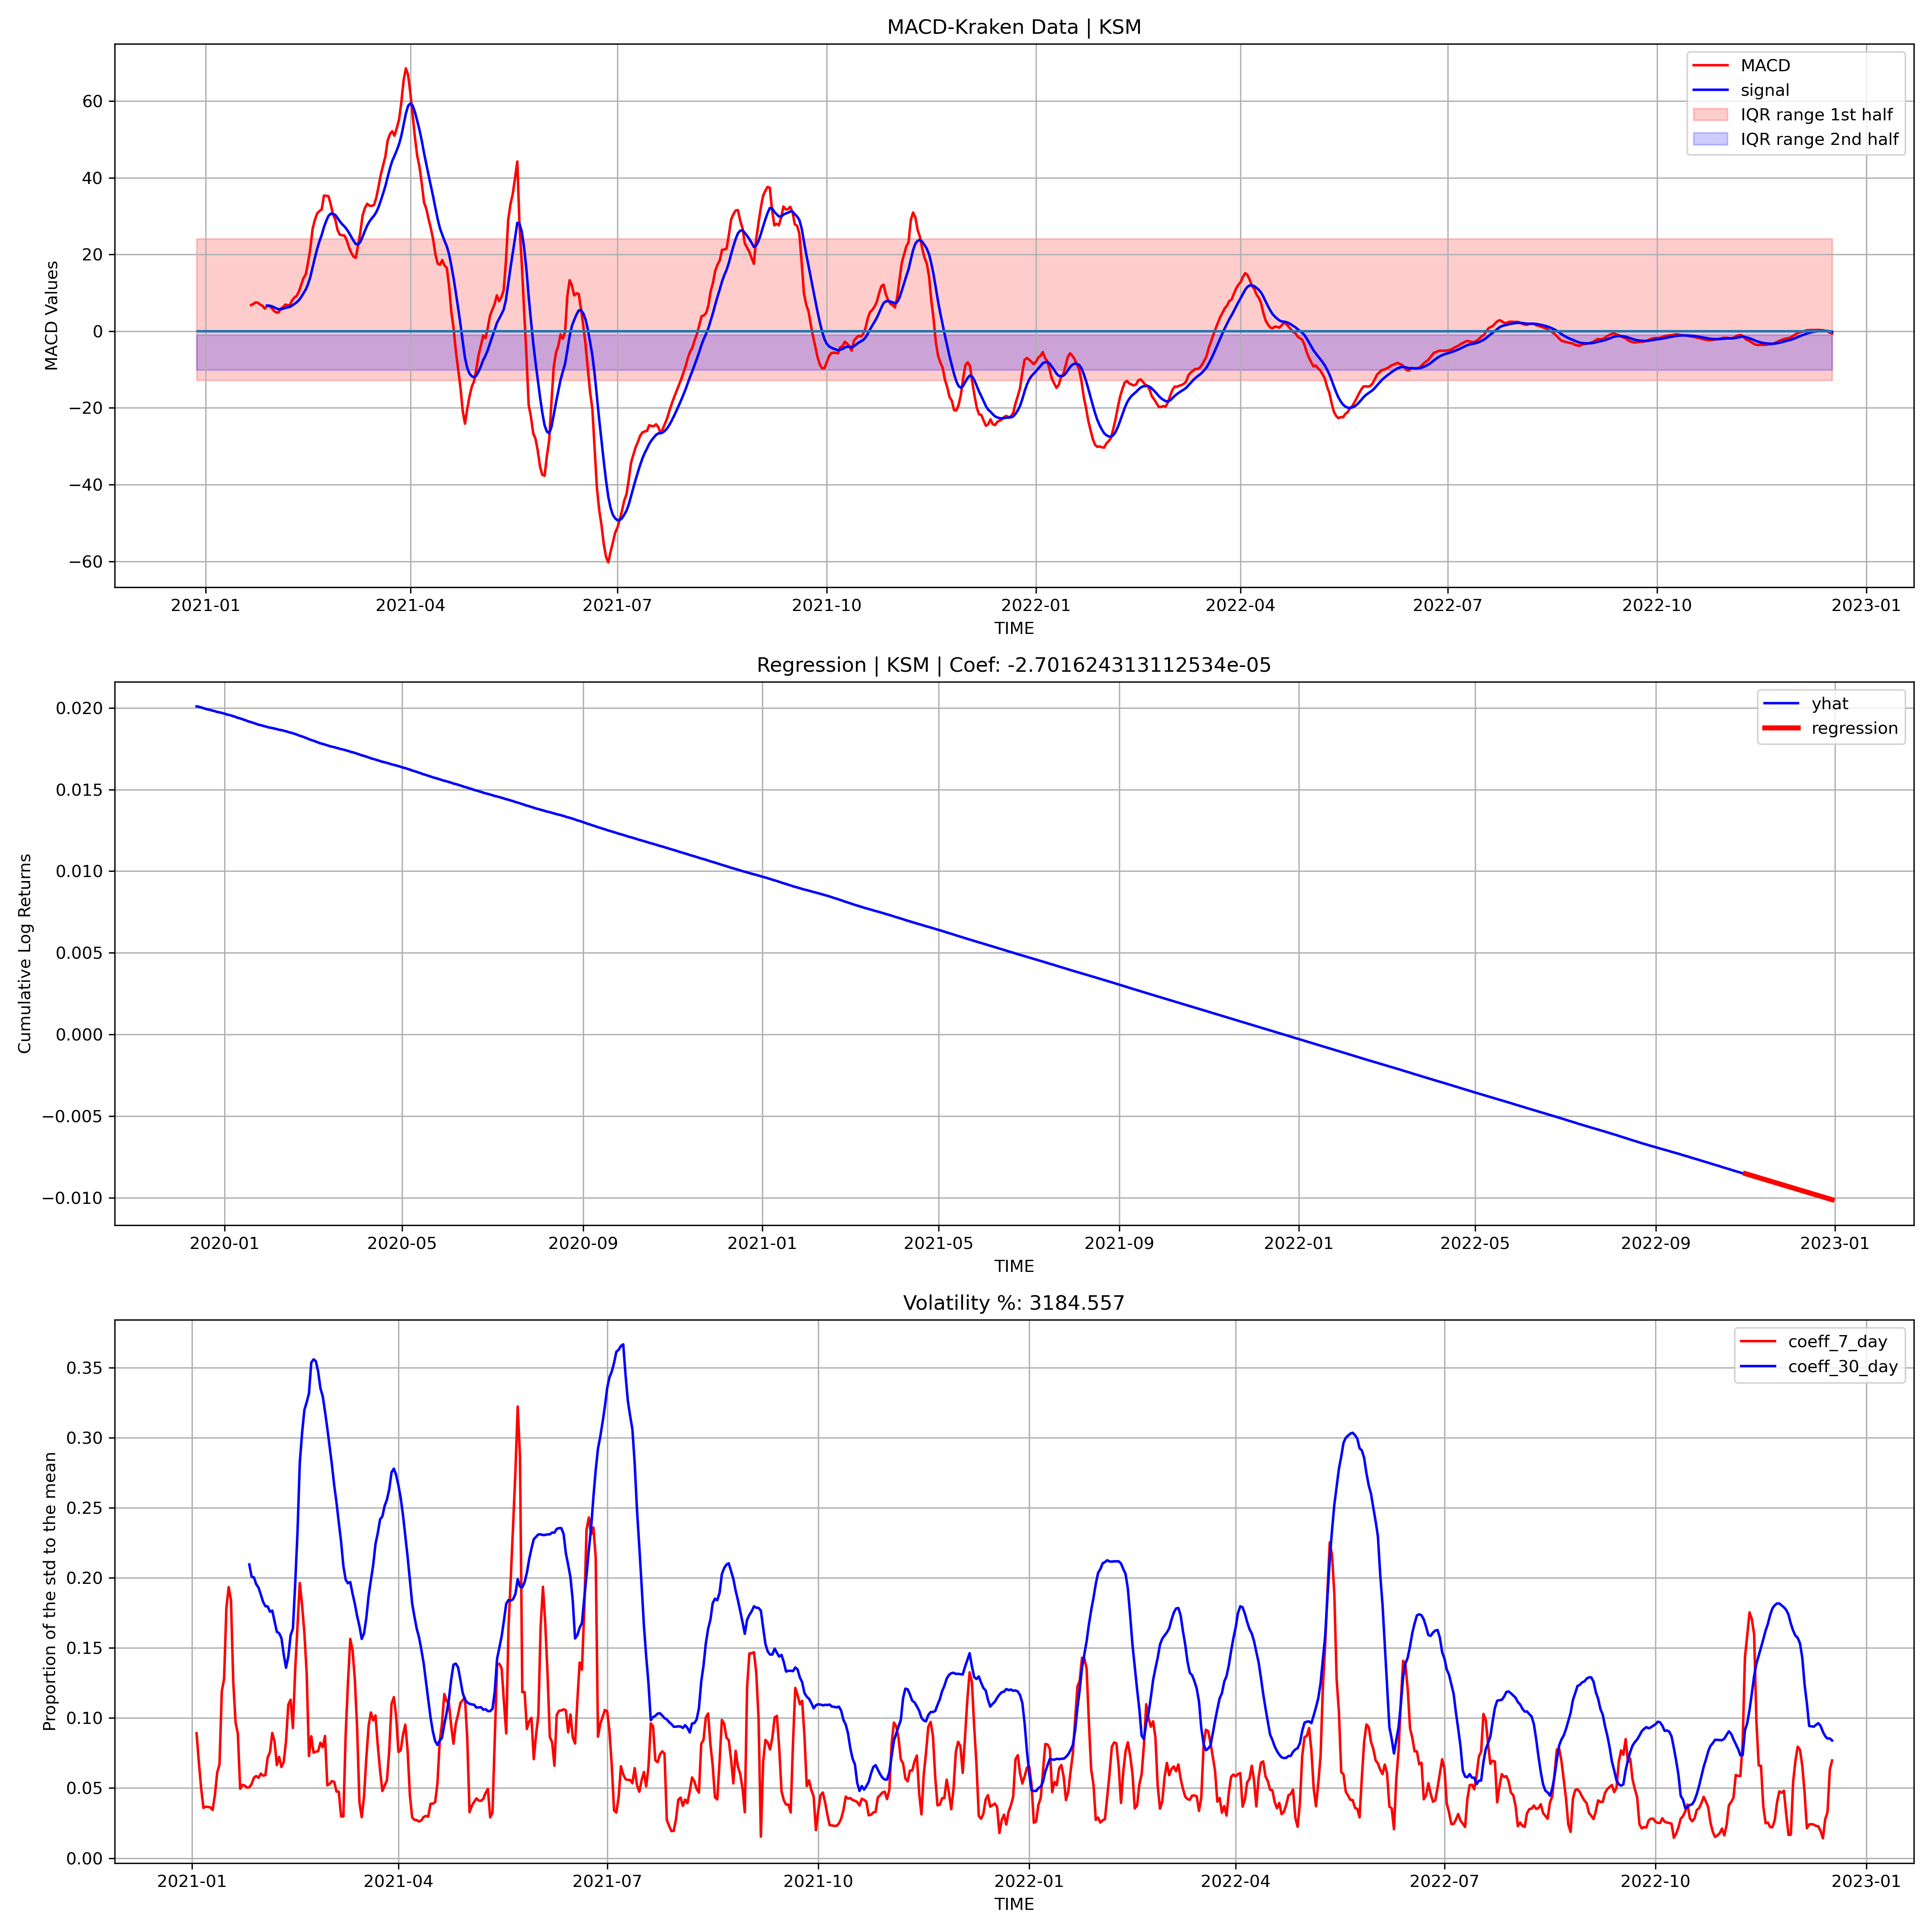 MACD-Kraken Data | KSM
MACD
signal
IQR range 1st half
IQR range 2nd half
MACD Values
60
40
20
0
−20
−40
−60
2021-01 2021-04 2021-07 2021-10 2022-01 2022-04 2022-07 2022-10 2023-01
TIME
Regression | KSM | Coef: -2.701624313112534e-05
yhat
regression
Cumulative Log Returns
0.020
0.015
0.010
0.005
0.000
−0.005
−0.010
2020-01 2020-05 2020-09 2021-01 2021-05 2021-09 2022-01 2022-05 2022-09 2023-01
TIME
Volatility %: 3184.557
coeff_7_day
coeff_30_day
Proportion of the std to the mean
0.35
0.30
0.25
0.20
0.15
0.10
0.05
0.00
2021-01 2021-04 2021-07 2021-10 2022-01 2022-04 2022-07 2022-10 2023-01
TIME